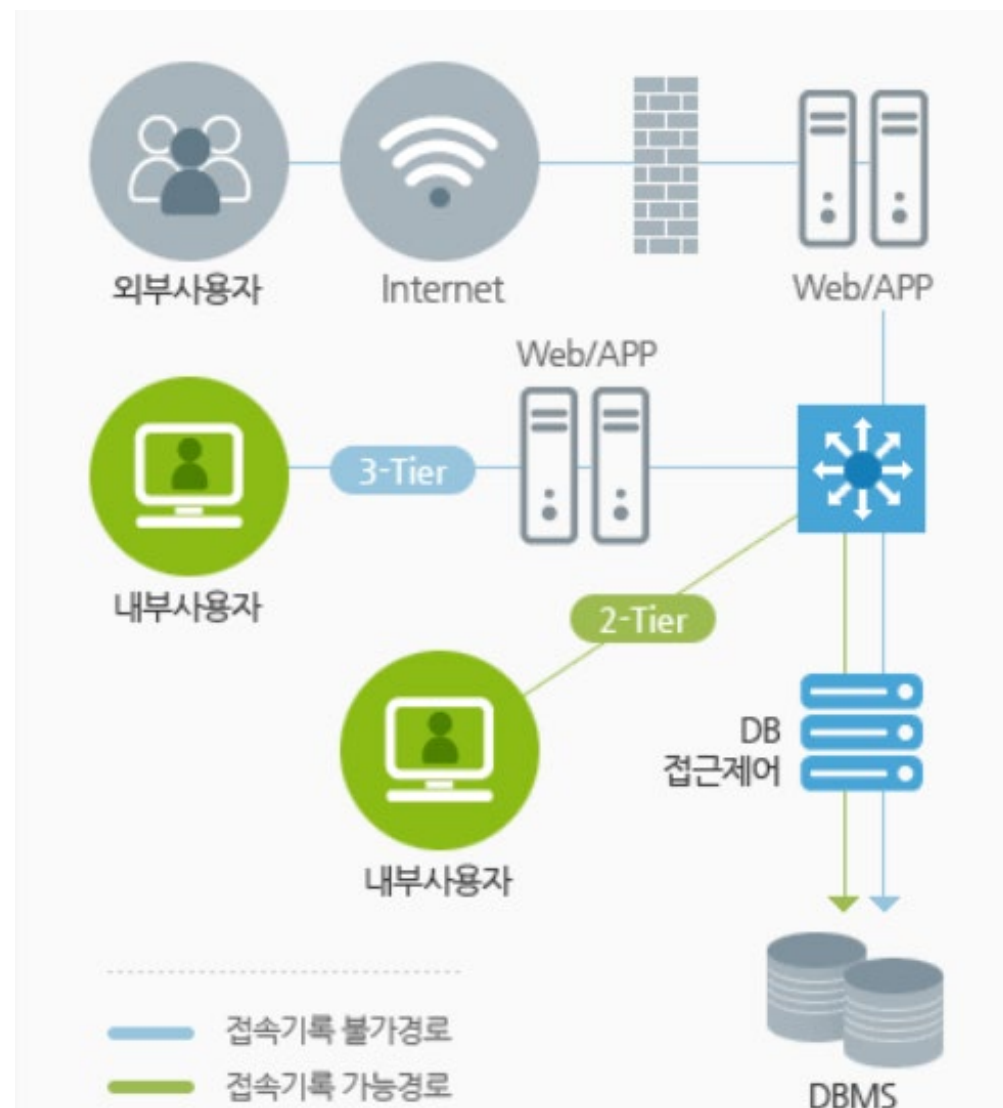 외부사용자
Internet
Web/APP
Web/APP
3-Tier
내부사용자
2-Tier
DB
접근제어
내부사용자
접속기록 불가경로
접속기록 가능경로
DBMS